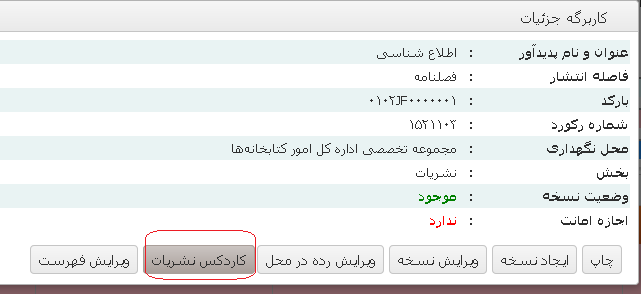 کاربرگه جزئیات
عنوان و نام پدیدآور : اطلاع شناسی
فاصله انتشار : فصلنامه
بارکد : ۰۱۰۲JF۰۰۰۰۰۰۱
شماره رکورد : ۱۵۲۱۱۰۲
محل نگهداری : مجموعه تخصصی اداره کل امور کتابخانه‌ها
بخش : نشریات
وضعیت نسخه : موجود
اجازه امانت : ندارد
چاپ ایجاد نسخه ویرایش نسخه ویرایش رده در محل کاردکس نشریات ویرایش فهرست